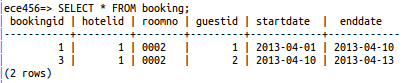 ece456=> SELECT * FROM booking;
bookingid | hotelid | roomno | guestid | startdate | enddate
-----------+---------+--------+---------+------------+------------
1 | 1 | 0002 | 1 | 2013-04-01 | 2013-04-10
3 | 1 | 0002 | 2 | 2013-04-10 | 2013-04-13
(2 rows)